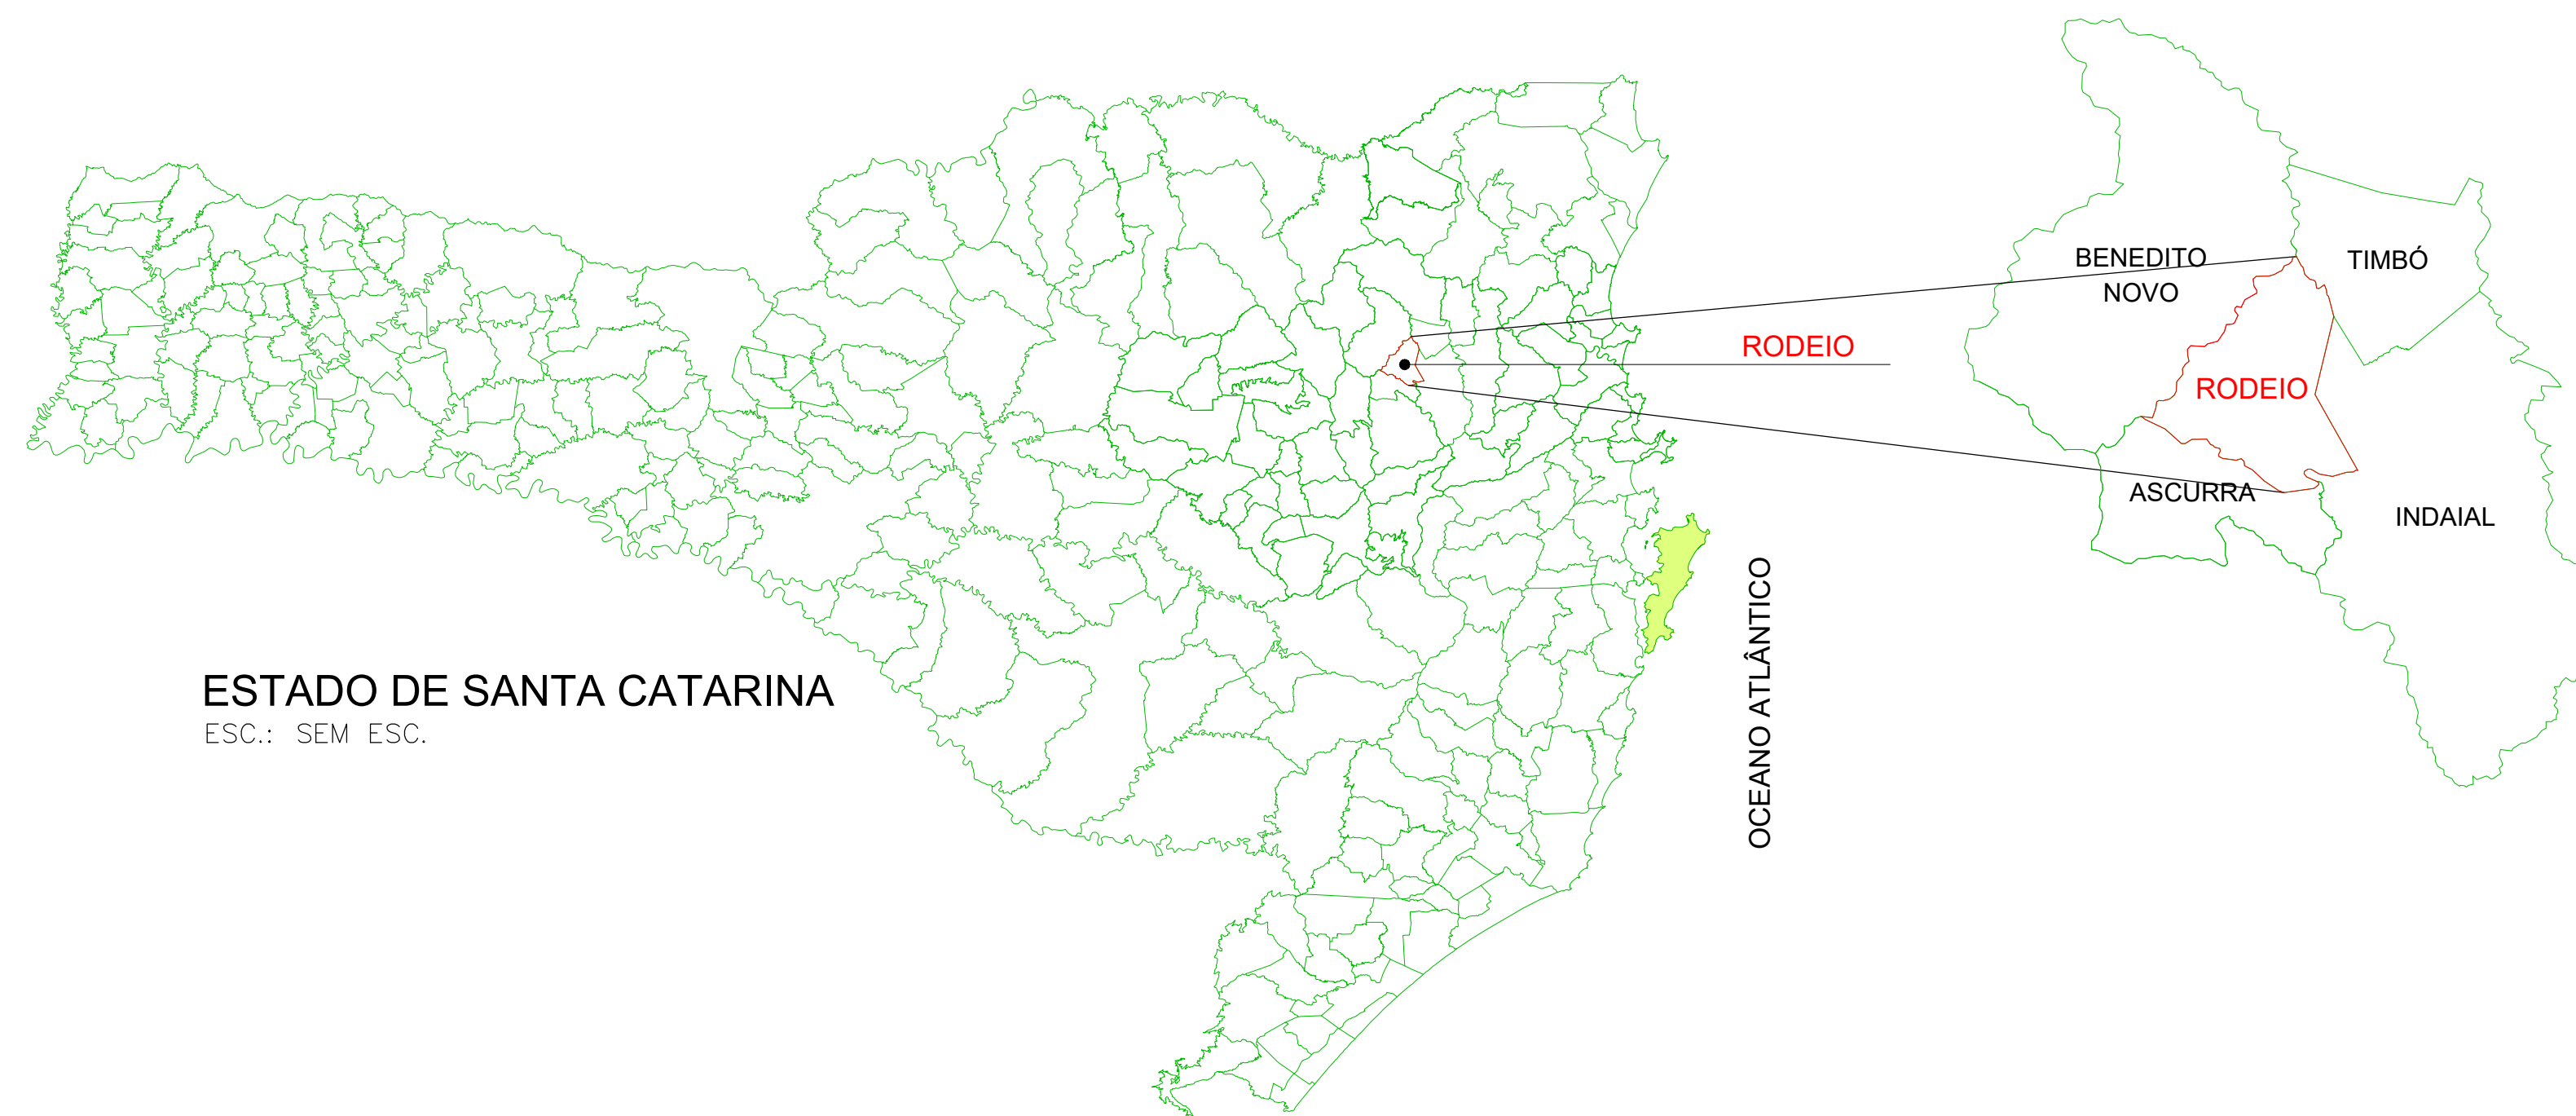 BENEDITO
NOVO
TIMBÓ
RODEIO
RODEIO
ASCURRA
INDAIAL
OCEANO ATLÂNTICO
ESTADO DE SANTA CATARINA
ESC.: SEM ESC.